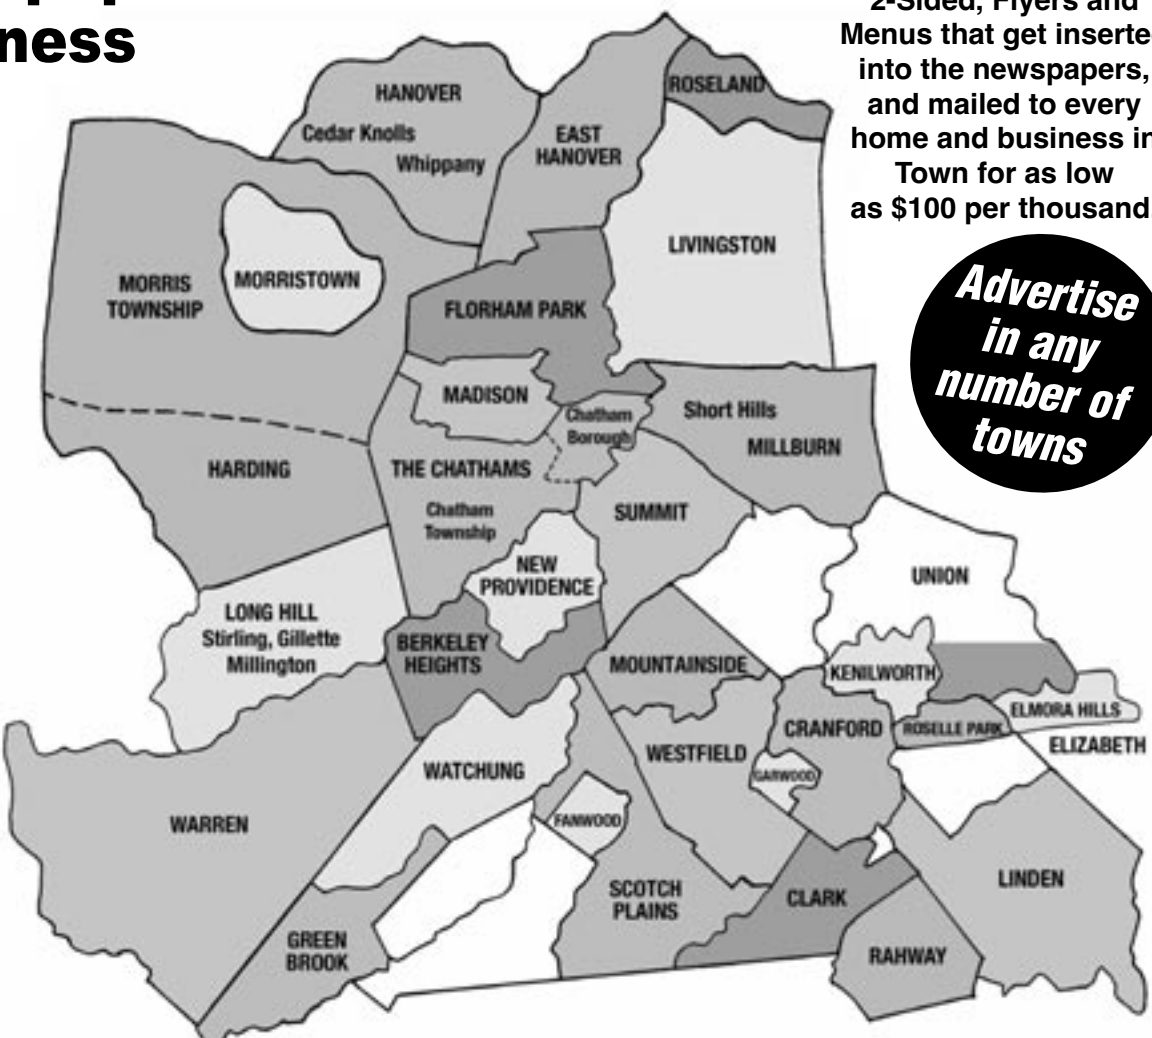 ness
2-Sided, Flyers and
Menus that get inserte
into the newspapers,
and mailed to every
home and business in
Town for as low
as $100 per thousand.
Advertise
in any
number of
towns
HANOVER
Cedar Knolls
Whippany
EAST
HANOVER
ROSELAND
LIVINGSTON
MORRIS
TOWNSHIP
MORRISTOWN
FLORHAM PARK
MADISON
Chatham
Borough
Short Hills
MILLBURN
HARDING
THE CHATHAMS
Chatham
Township
SUMMIT
NEW
PROVIDENCE
UNION
LONG HILL
Stirling, Gillette
Millington
BERKELEY
HEIGHTS
MOUNTAINSIDE
KENILWORTH
ELMORA HILLS
ROSELLE PARK
CRANFORD
ELIZABETH
WESTFIELD
GARWOOD
WATCHUNG
WARREN
FANWOOD
SCOTCH
PLAINS
CLARK
LINDEN
GREEN
BROOK
RAHWAY